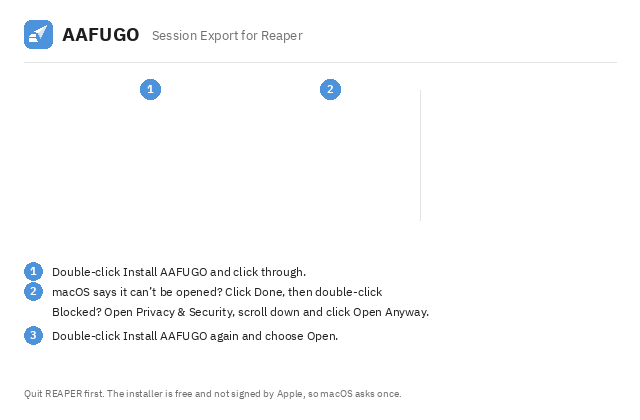 AAFUGO Session Export for Reaper
1 2
1 Double-click Install AAFUGO and click through.
2 macOS says it can't be opened? Click Done, then double-click
Blocked? Open Privacy & Security, scroll down and click Open Anyway.
3 Double-click Install AAFUGO again and choose Open.
Quit REAPER first. The installer is free and not signed by Apple, so macOS asks once.